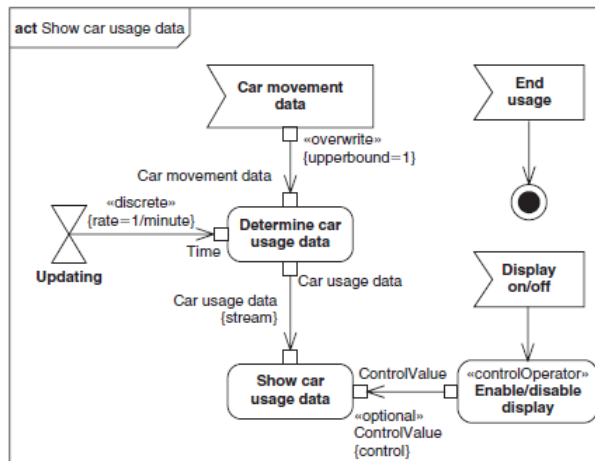 act Show car usage data
Car movement
data
End
usage
«overwrite»
{upperbound=1}
Car movement data
«discrete»
{rate=1/minute}
Determine car
usage data
Time
Updating
Display
on/off
Car usage data
Car usage data
{stream}
Show car
usage data
ControlValue
«controlOperator»
Enable/disable
display
«optional»
ControlValue
{control}